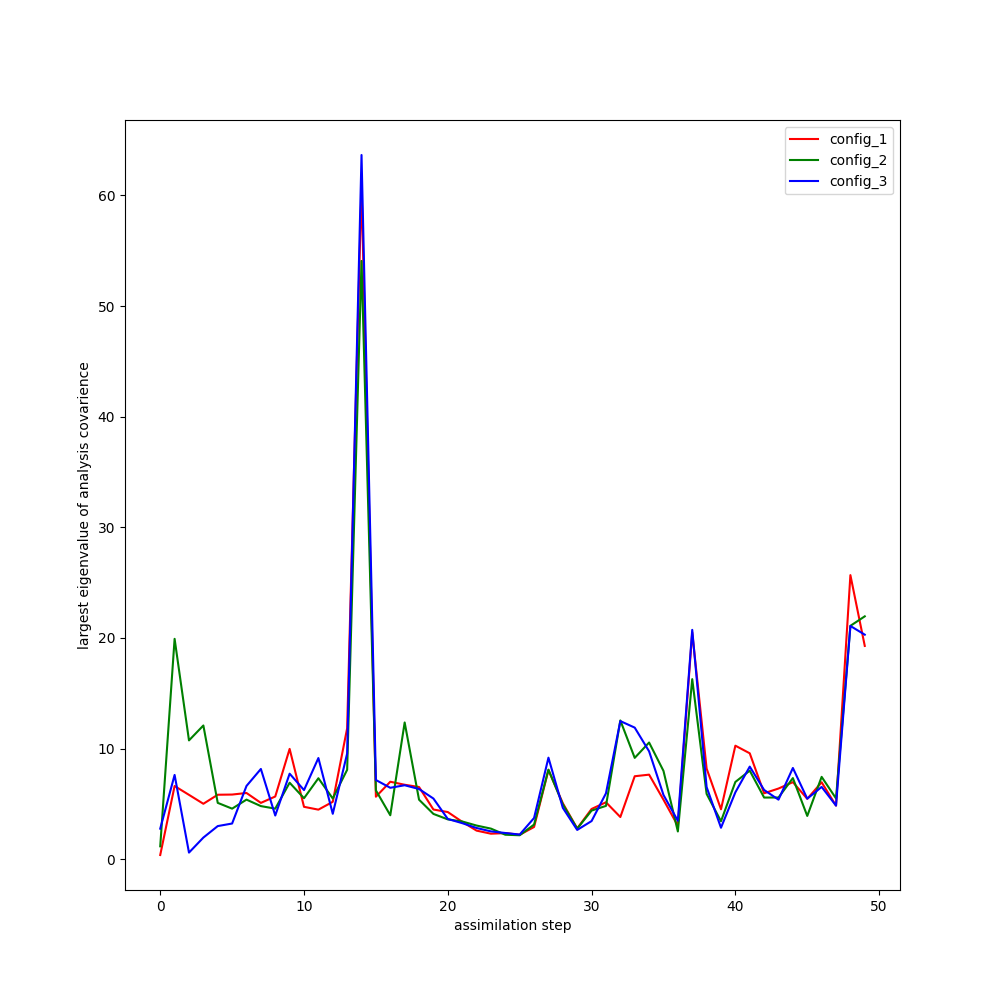 config_1
config_2
config_3
60
50
40
30
20
10
0
largest eigenvalue of analysis covarience
0 10 20 30 40 50
assimilation step